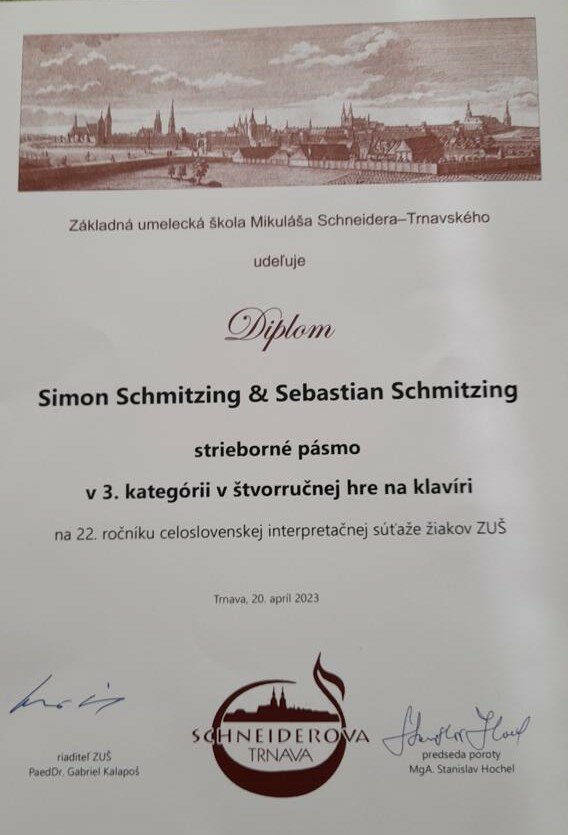 Základná umelecká škola Mikuláša Schneidera–Trnavského
udeľuje
Diplom
Simon Schmitzing & Sebastian Schmitzing
strieborné pásmo
v 3. kategórii v štvorručnej hre na klavíri
na 22. ročníku celoslovenskej interpretačnej súťaže žiakov ZUŠ
Trnava, 20. apríl 2023
SCHNEIDEROVA
TRNAVA
riaditeľ ZUŠ
PaedDr. Gabriel Kalapoš
predseda poroty
MgA. Stanislav Hochel